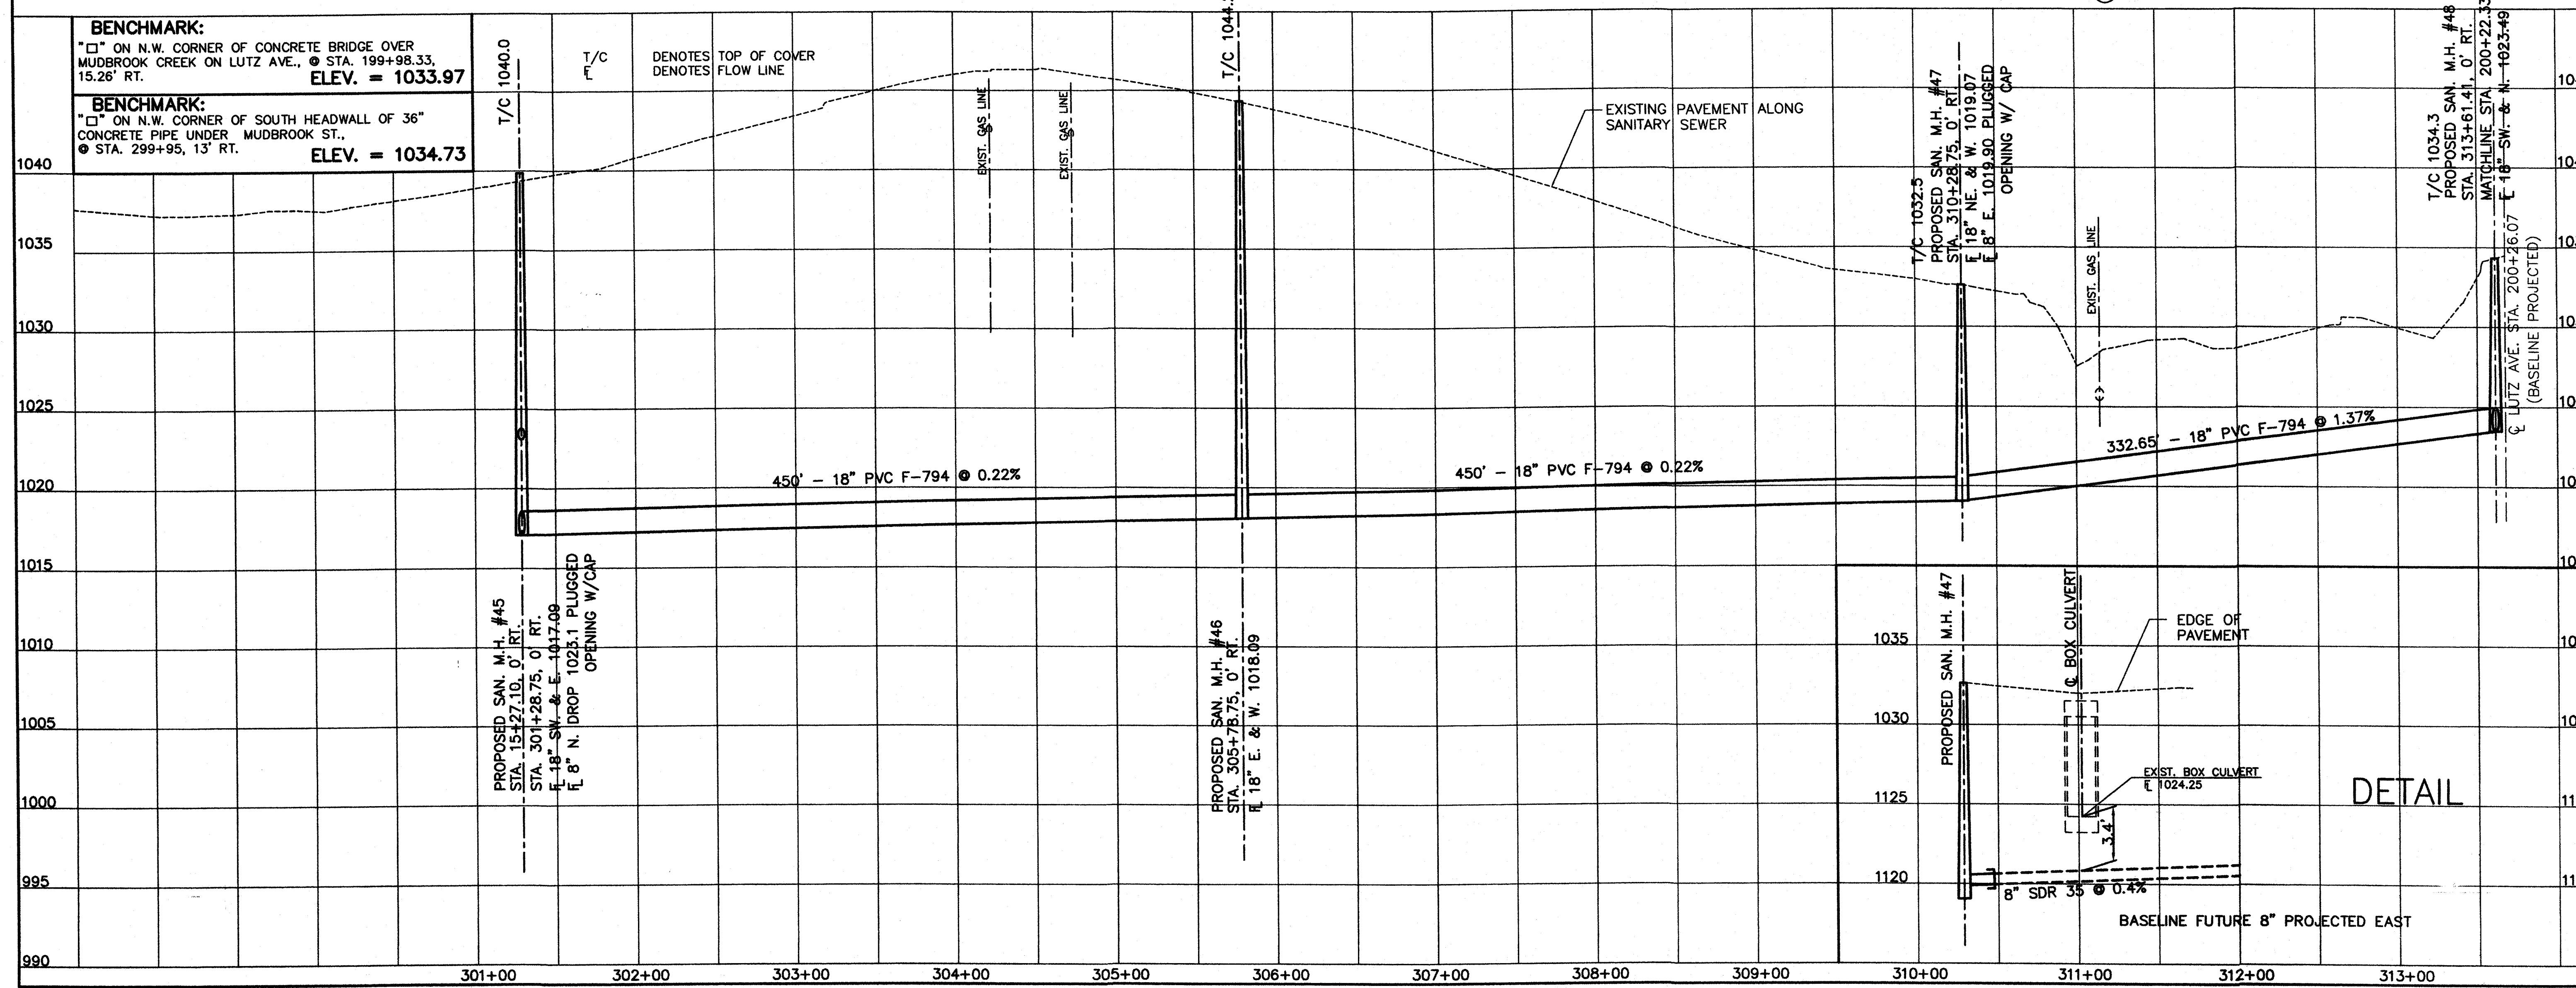 BENCHMARK:
"□" ON N.W. CORNER OF CONCRETE BRIDGE OVER
MUDBROOK CREEK ON LUTZ AVE., @ STA. 199+98.33,
15.26' RT.
ELEV. = 1033.97
BENCHMARK:
"□" ON N.W. CORNER OF SOUTH HEADWALL OF 36"
CONCRETE PIPE UNDER MUDBROOK ST.,
@ STA. 299+95, 13' RT.
ELEV. = 1034.73
T/C DENOTES TOP OF COVER
FL DENOTES FLOW LINE
T/C 1040.0
EXIST. GAS LINE
EXIST. GAS LINE
EXISTING PAVEMENT ALONG
SANITARY SEWER
T/C 1032.5
PROPOSED SAN. M.H. #47
STA. 310+28.75, 0' RT.
FL 18" NE. & W. 1019.07
FL 8" E. 1019.90 PLUGGED
OPENING W/ CAP
EXIST. GAS LINE
T/C 1034.3
PROPOSED SAN. M.H. #48
STA. 313+61.41, 0' RT.
MATCHLINE STA. 200+22.33
FL 18" SW. & N. 1023.49
℄ LUTZ AVE. STA. 200+26.07
(BASELINE PROJECTED)
1040
1035
1030
1025
1020
1015
1010
1005
1000
995
990
450' – 18" PVC F–794 @ 0.22%
450' – 18" PVC F–794 @ 0.22%
332.65' – 18" PVC F–794 @ 1.37%
PROPOSED SAN. M.H. #45
STA. 15+27.10, 0' RT.
STA. 301+28.75, 0' RT.
FL 18" SW. & E. 1017.09
FL 8" N. DROP 1023.1 PLUGGED
OPENING W/CAP
PROPOSED SAN. M.H. #46
STA. 305+78.75, 0' RT.
FL 18" E. & W. 1018.09
PROPOSED SAN. M.H. #47
℄ BOX CULVERT
EDGE OF
PAVEMENT
1035
1030
1125
1120
EXIST. BOX CULVERT
FL 1024.25
DETAIL
3.4'
8" SDR 35 @ 0.4%
BASELINE FUTURE 8" PROJECTED EAST
301+00
302+00
303+00
304+00
305+00
306+00
307+00
308+00
309+00
310+00
311+00
312+00
313+00